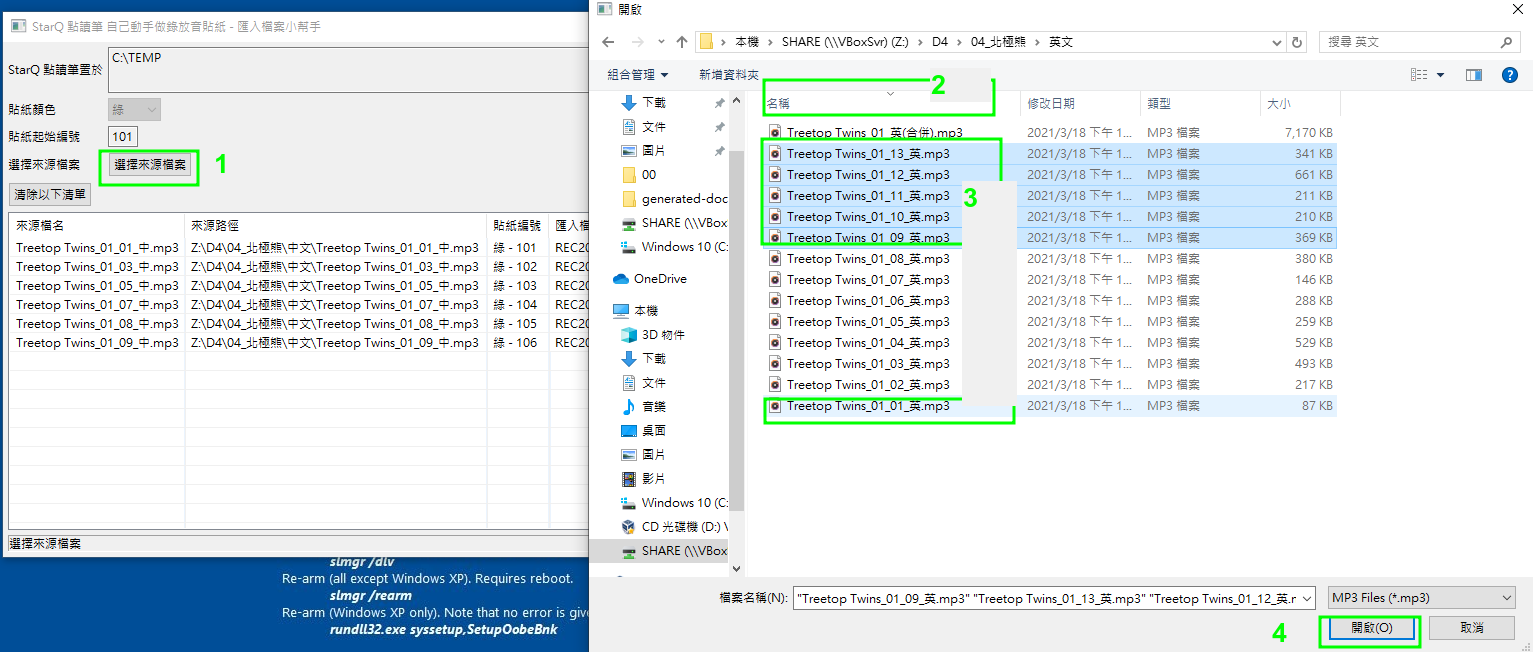 StarQ 點讀筆 自己動手做錄放音貼紙 - 匯入檔案小幫手
StarQ 點讀筆置於
C:\TEMP
貼紙顏色
綠
貼紙起始編號
101
選擇來源檔案
選擇來源檔案
1
清除以下清單
來源檔名 來源路徑 貼紙編號 匯入檔
Treetop Twins_01_01_中.mp3 Z:\D4\04_北極熊\中文\Treetop Twins_01_01_中.mp3 綠 - 101 REC20
Treetop Twins_01_03_中.mp3 Z:\D4\04_北極熊\中文\Treetop Twins_01_03_中.mp3 綠 - 102 REC20
Treetop Twins_01_05_中.mp3 Z:\D4\04_北極熊\中文\Treetop Twins_01_05_中.mp3 綠 - 103 REC20
Treetop Twins_01_07_中.mp3 Z:\D4\04_北極熊\中文\Treetop Twins_01_07_中.mp3 綠 - 104 REC20
Treetop Twins_01_08_中.mp3 Z:\D4\04_北極熊\中文\Treetop Twins_01_08_中.mp3 綠 - 105 REC20
Treetop Twins_01_09_中.mp3 Z:\D4\04_北極熊\中文\Treetop Twins_01_09_中.mp3 綠 - 106 REC20
選擇來源檔案
slmgr /dlv
Re-arm (all except Windows XP). Requires reboot.
slmgr /rearm
Re-arm (Windows XP only). Note that no error is give
rundll32.exe syssetup,SetupOobeBnk
開啟
本機 › SHARE (\\VBoxSvr) (Z:) › D4 › 04_北極熊 › 英文
搜尋 英文
組合管理
新增資料夾
下載
文件
圖片
00
generated-doc
SHARE (\\VBox
Windows 10 (C:
OneDrive
本機
3D 物件
下載
文件
音樂
桌面
圖片
影片
Windows 10 (C:
CD 光碟機 (D:) V
SHARE (\\VBox
2
名稱 修改日期 類型 大小
Treetop Twins_01_英(合併).mp3 2021/3/18 下午 1... MP3 檔案 7,170 KB
Treetop Twins_01_13_英.mp3 2021/3/18 下午 1... MP3 檔案 341 KB
Treetop Twins_01_12_英.mp3 2021/3/18 下午 1... MP3 檔案 661 KB
Treetop Twins_01_11_英.mp3 2021/3/18 下午 1... MP3 檔案 211 KB
3
Treetop Twins_01_10_英.mp3 2021/3/18 下午 1... MP3 檔案 210 KB
Treetop Twins_01_09_英.mp3 2021/3/18 下午 1... MP3 檔案 369 KB
Treetop Twins_01_08_英.mp3 2021/3/18 下午 1... MP3 檔案 380 KB
Treetop Twins_01_07_英.mp3 2021/3/18 下午 1... MP3 檔案 146 KB
Treetop Twins_01_06_英.mp3 2021/3/18 下午 1... MP3 檔案 288 KB
Treetop Twins_01_05_英.mp3 2021/3/18 下午 1... MP3 檔案 259 KB
Treetop Twins_01_04_英.mp3 2021/3/18 下午 1... MP3 檔案 529 KB
Treetop Twins_01_03_英.mp3 2021/3/18 下午 1... MP3 檔案 493 KB
Treetop Twins_01_02_英.mp3 2021/3/18 下午 1... MP3 檔案 217 KB
Treetop Twins_01_01_英.mp3 2021/3/18 下午 1... MP3 檔案 87 KB
檔案名稱(N):
"Treetop Twins_01_09_英.mp3" "Treetop Twins_01_13_英.mp3" "Treetop Twins_01_12_英.m
MP3 Files (*.mp3)
4
開啟(O)
取消